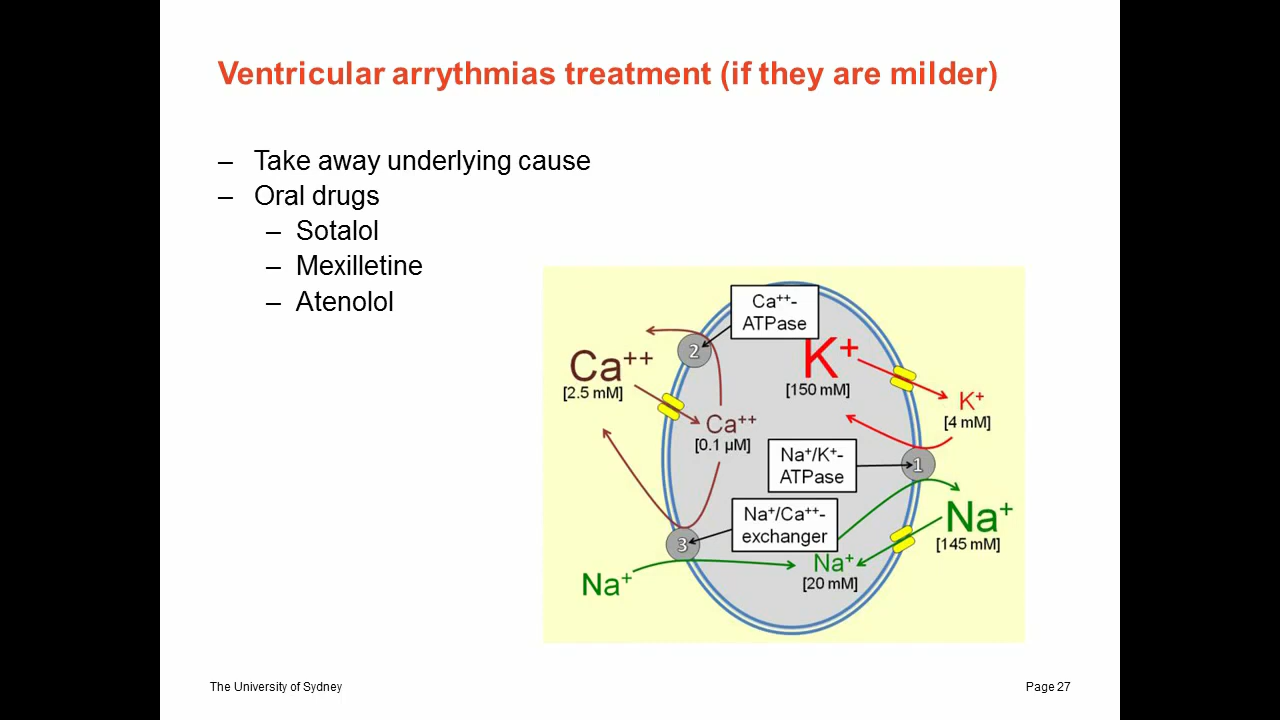 Ventricular arrythmias treatment (if they are milder)
– Take away underlying cause
– Oral drugs
– Sotalol
– Mexilletine
– Atenolol
Ca⁺⁺-
ATPase
2
Ca⁺⁺
[2.5 mM]
K⁺
[150 mM]
K⁺
[4 mM]
Ca⁺⁺
[0.1 µM]
Na⁺/K⁺-
ATPase
1
Na⁺/Ca⁺⁺-
exchanger
3
Na⁺
[145 mM]
Na⁺
Na⁺
[20 mM]
The University of Sydney
Page 27